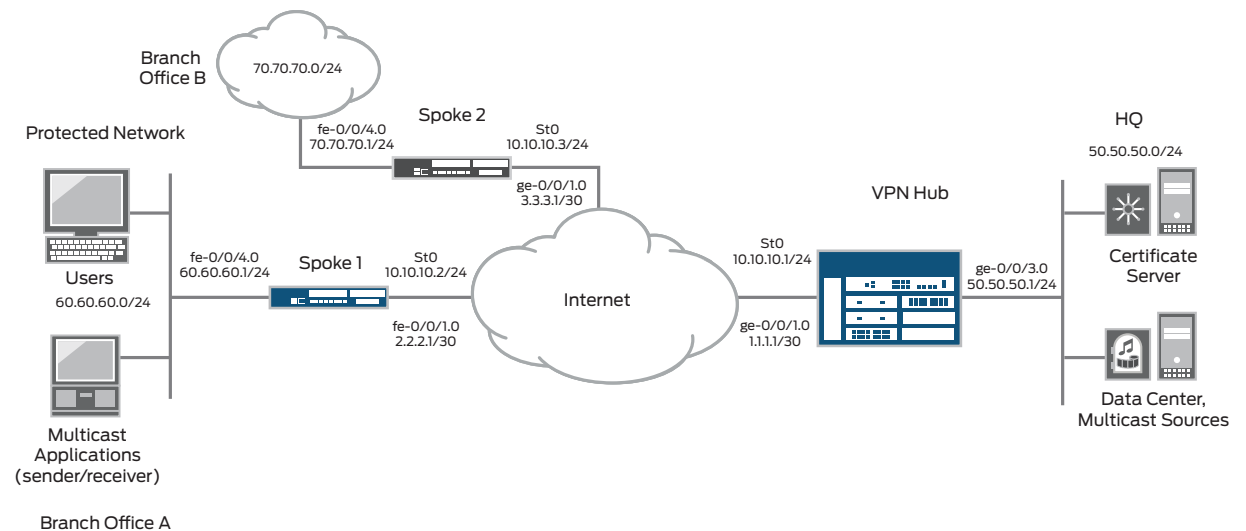 Branch
Office B
70.70.70.0/24
Protected Network
fe-0/0/4.0
70.70.70.1/24
Spoke 2
St0
10.10.10.3/24
ge-0/0/1.0
3.3.3.1/30
HQ
50.50.50.0/24
VPN Hub
Users
60.60.60.0/24
fe-0/0/4.0
60.60.60.1/24
Spoke 1
St0
10.10.10.2/24
fe-0/0/1.0
2.2.2.1/30
Internet
St0
10.10.10.1/24
ge-0/0/1.0
1.1.1.1/30
ge-0/0/3.0
50.50.50.1/24
Certificate
Server
Data Center,
Multicast Sources
Multicast
Applications
(sender/receiver)
Branch Office A